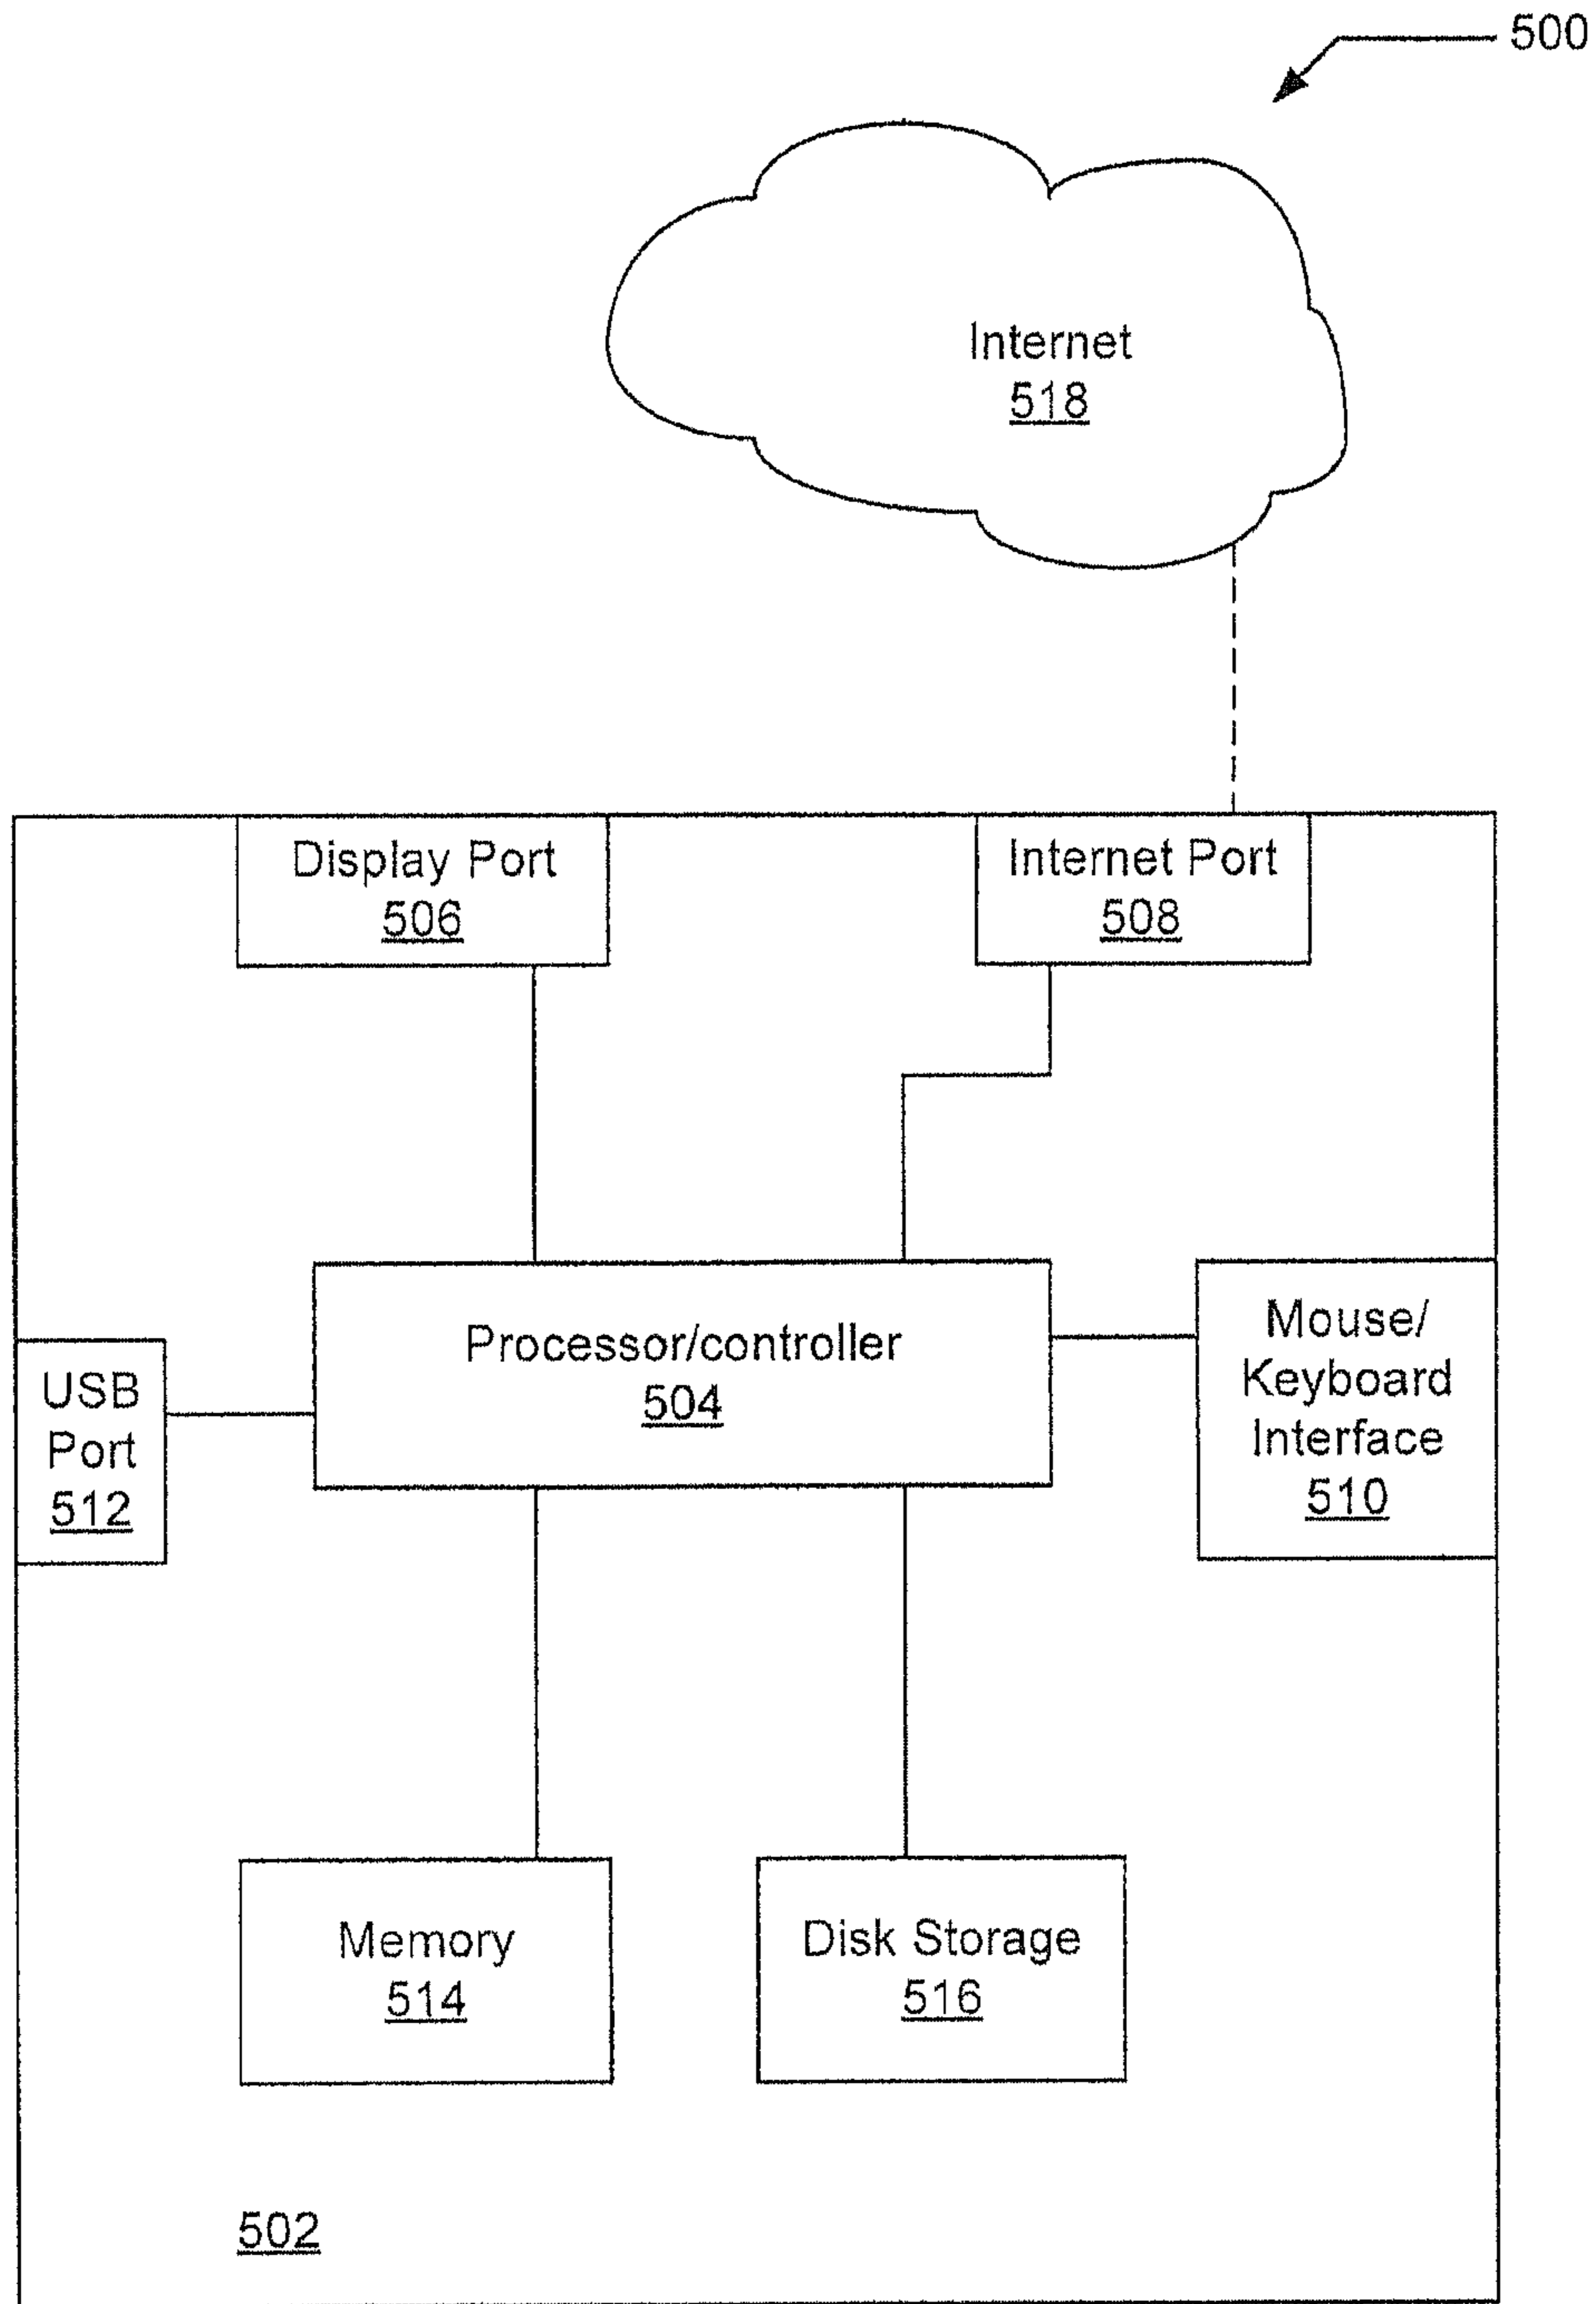 500
Internet
518
Display Port
506
Internet Port
508
Processor/controller
504
USB
Port
512
Mouse/
Keyboard
Interface
510
Memory
514
Disk Storage
516
502